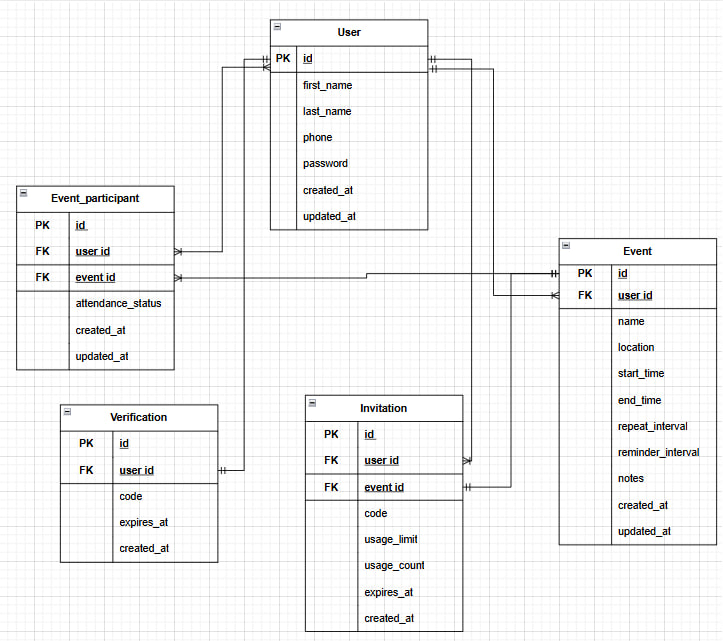 User
PK id
first_name
last_name
phone
password
created_at
updated_at
Event_participant
PK id
FK user id
FK event id
attendance_status
created_at
updated_at
Event
PK id
FK user id
name
location
start_time
end_time
repeat_interval
reminder_interval
notes
created_at
updated_at
Verification
PK id
FK user id
code
expires_at
created_at
Invitation
PK id
FK user id
FK event id
code
usage_limit
usage_count
expires_at
created_at